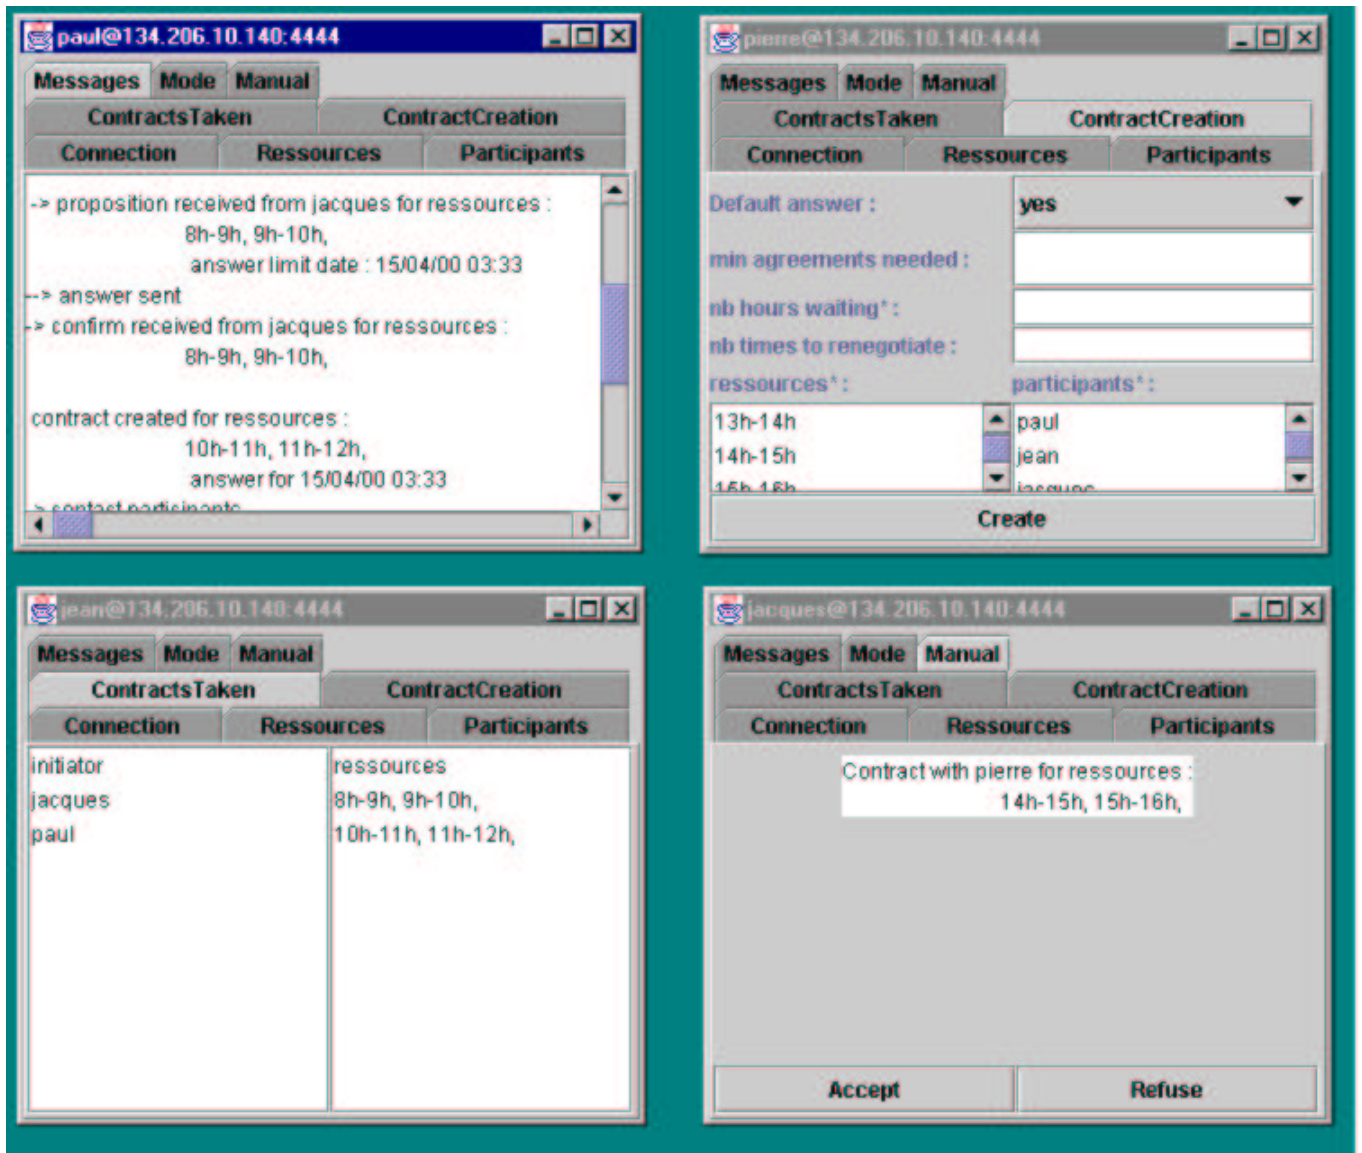 paul@134.206.10.140:4444
Messages Mode Manual
ContractsTaken ContractCreation
Connection Ressources Participants
-> proposition received from jacques for ressources :
8h-9h, 9h-10h,
answer limit date : 15/04/00 03:33
--> answer sent
-> confirm received from jacques for ressources :
8h-9h, 9h-10h,
contract created for ressources :
10h-11h, 11h-12h,
answer for 15/04/00 03:33
> contact participants
pierre@134.206.10.140:4444
Messages Mode Manual
ContractsTaken ContractCreation
Connection Ressources Participants
Default answer : yes
min agreements needed :
nb hours waiting* :
nb times to renegotiate :
ressources* : participants* :
13h-14h paul
14h-15h jean
15h-16h jacques
Create
jean@134.206.10.140:4444
Messages Mode Manual
ContractsTaken ContractCreation
Connection Ressources Participants
initiator ressources
jacques 8h-9h, 9h-10h,
paul 10h-11h, 11h-12h,
jacques@134.206.10.140:4444
Messages Mode Manual
ContractsTaken ContractCreation
Connection Ressources Participants
Contract with pierre for ressources :
14h-15h, 15h-16h,
Accept Refuse